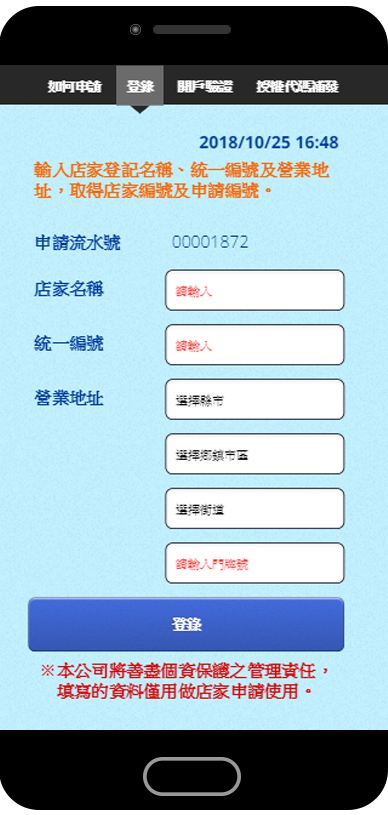 如何申請 登錄 開戶驗證 授權代碼補發
2018/10/25 16:48
輸入店家登記名稱、統一編號及營業地
址，取得店家編號及申請編號。
申請流水號 00001872
店家名稱 請輸入
統一編號 請輸入
營業地址 選擇縣市
選擇鄉鎮市區
選擇街道
請輸入門牌號
登錄
※本公司將善盡個資保護之管理責任，
填寫的資料僅用做店家申請使用。